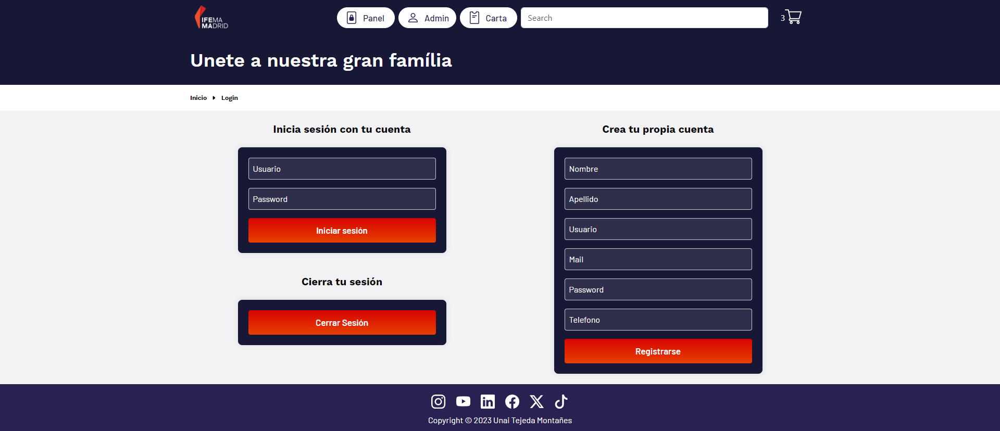 IFEMA
MADRID
Panel
Admin
Carta
Search
3
Unete a nuestra gran família
Inicio
Login
Inicia sesión con tu cuenta
Usuario
Password
Iniciar sesión
Cierra tu sesión
Cerrar Sesión
Crea tu propia cuenta
Nombre
Apellido
Usuario
Mail
Password
Telefono
Registrarse
Copyright © 2023 Unai Tejeda Montañes